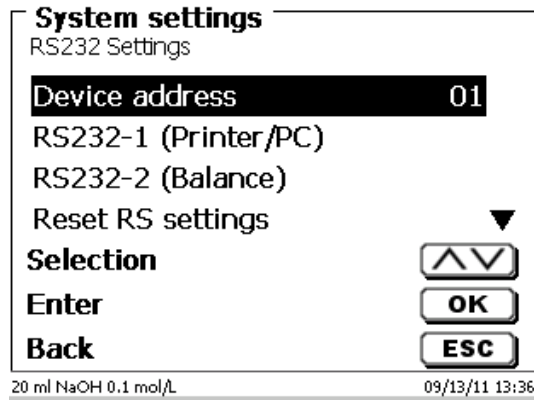 System settings
RS232 Settings
Device address 01
RS232-1 (Printer/PC)
RS232-2 (Balance)
Reset RS settings
Selection
Enter OK
Back ESC
20 ml NaOH 0.1 mol/L 09/13/11 13:36